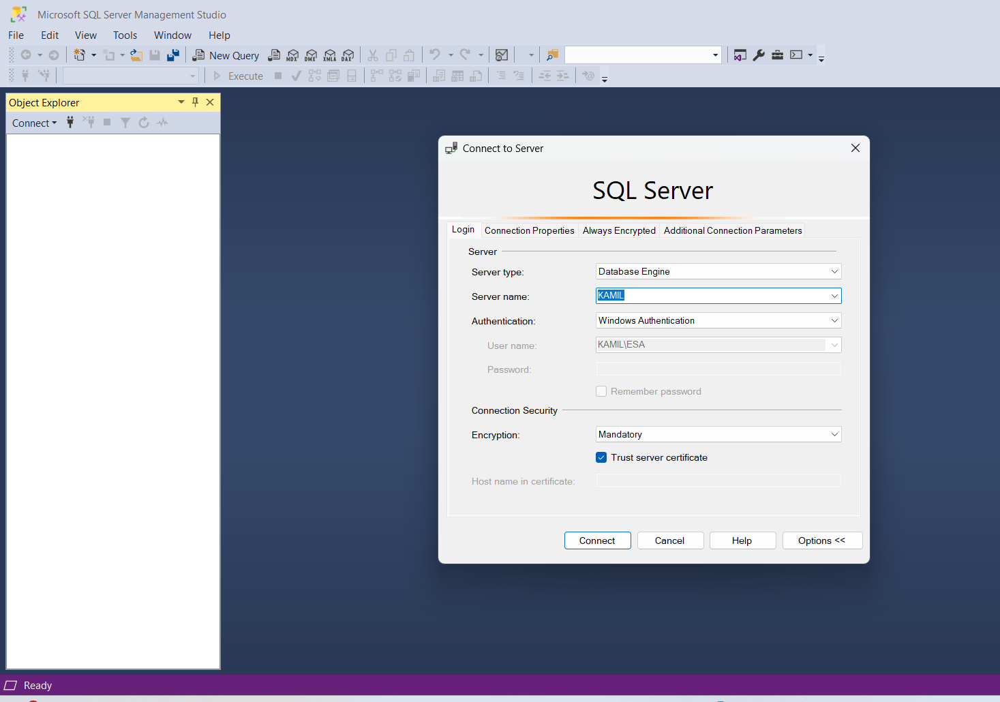 Microsoft SQL Server Management Studio
File Edit View Tools Window Help
New Query MDX DMX XMLA DAX
Execute
Object Explorer
Connect
Connect to Server
SQL Server
Login Connection Properties Always Encrypted Additional Connection Parameters
Server
Server type: Database Engine
Server name: KAMIL
Authentication: Windows Authentication
User name: KAMIL\ESA
Password:
Remember password
Connection Security
Encryption: Mandatory
Trust server certificate
Host name in certificate:
Connect Cancel Help Options <<
Ready